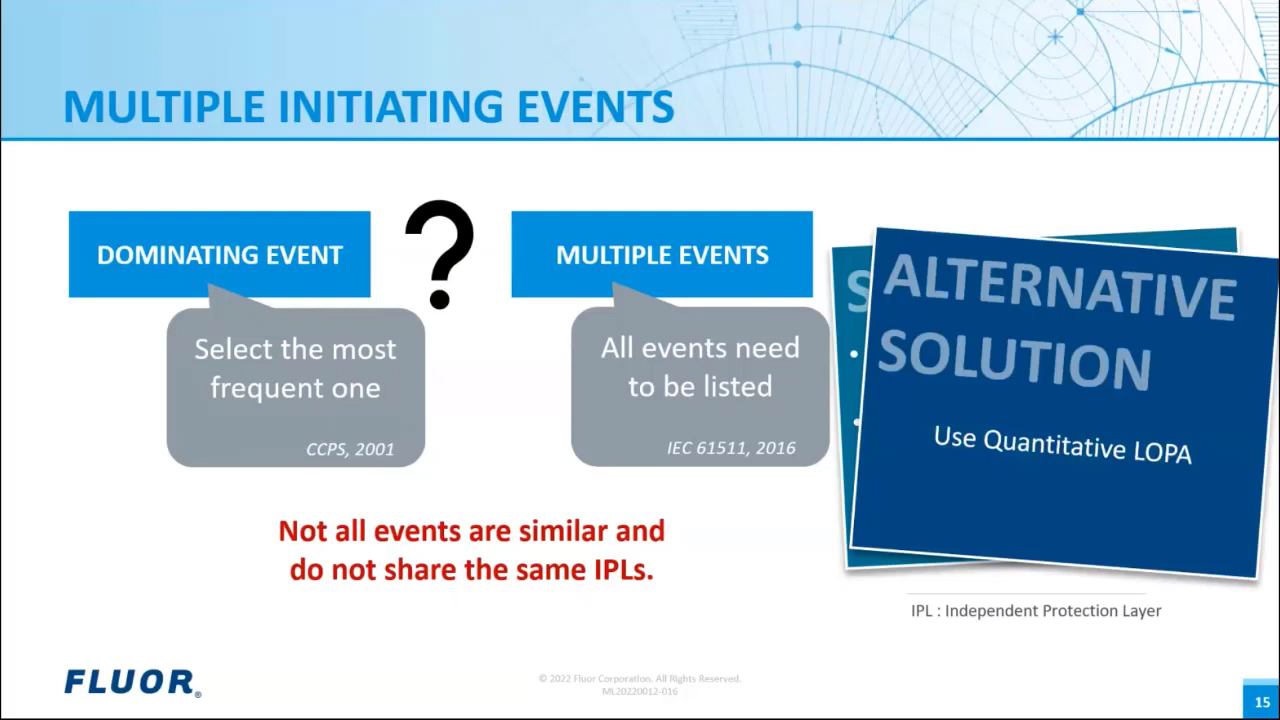 MULTIPLE INITIATING EVENTS
DOMINATING EVENT
?
MULTIPLE EVENTS
Select the most
frequent one
CCPS, 2001
All events need
to be listed
IEC 61511, 2016
S
ALTERNATIVE
SOLUTION
Use Quantitative LOPA
Not all events are similar and
do not share the same IPLs.
IPL : Independent Protection Layer
FLUOR®
© 2022 Fluor Corporation. All Rights Reserved.
ML20220012-016
15